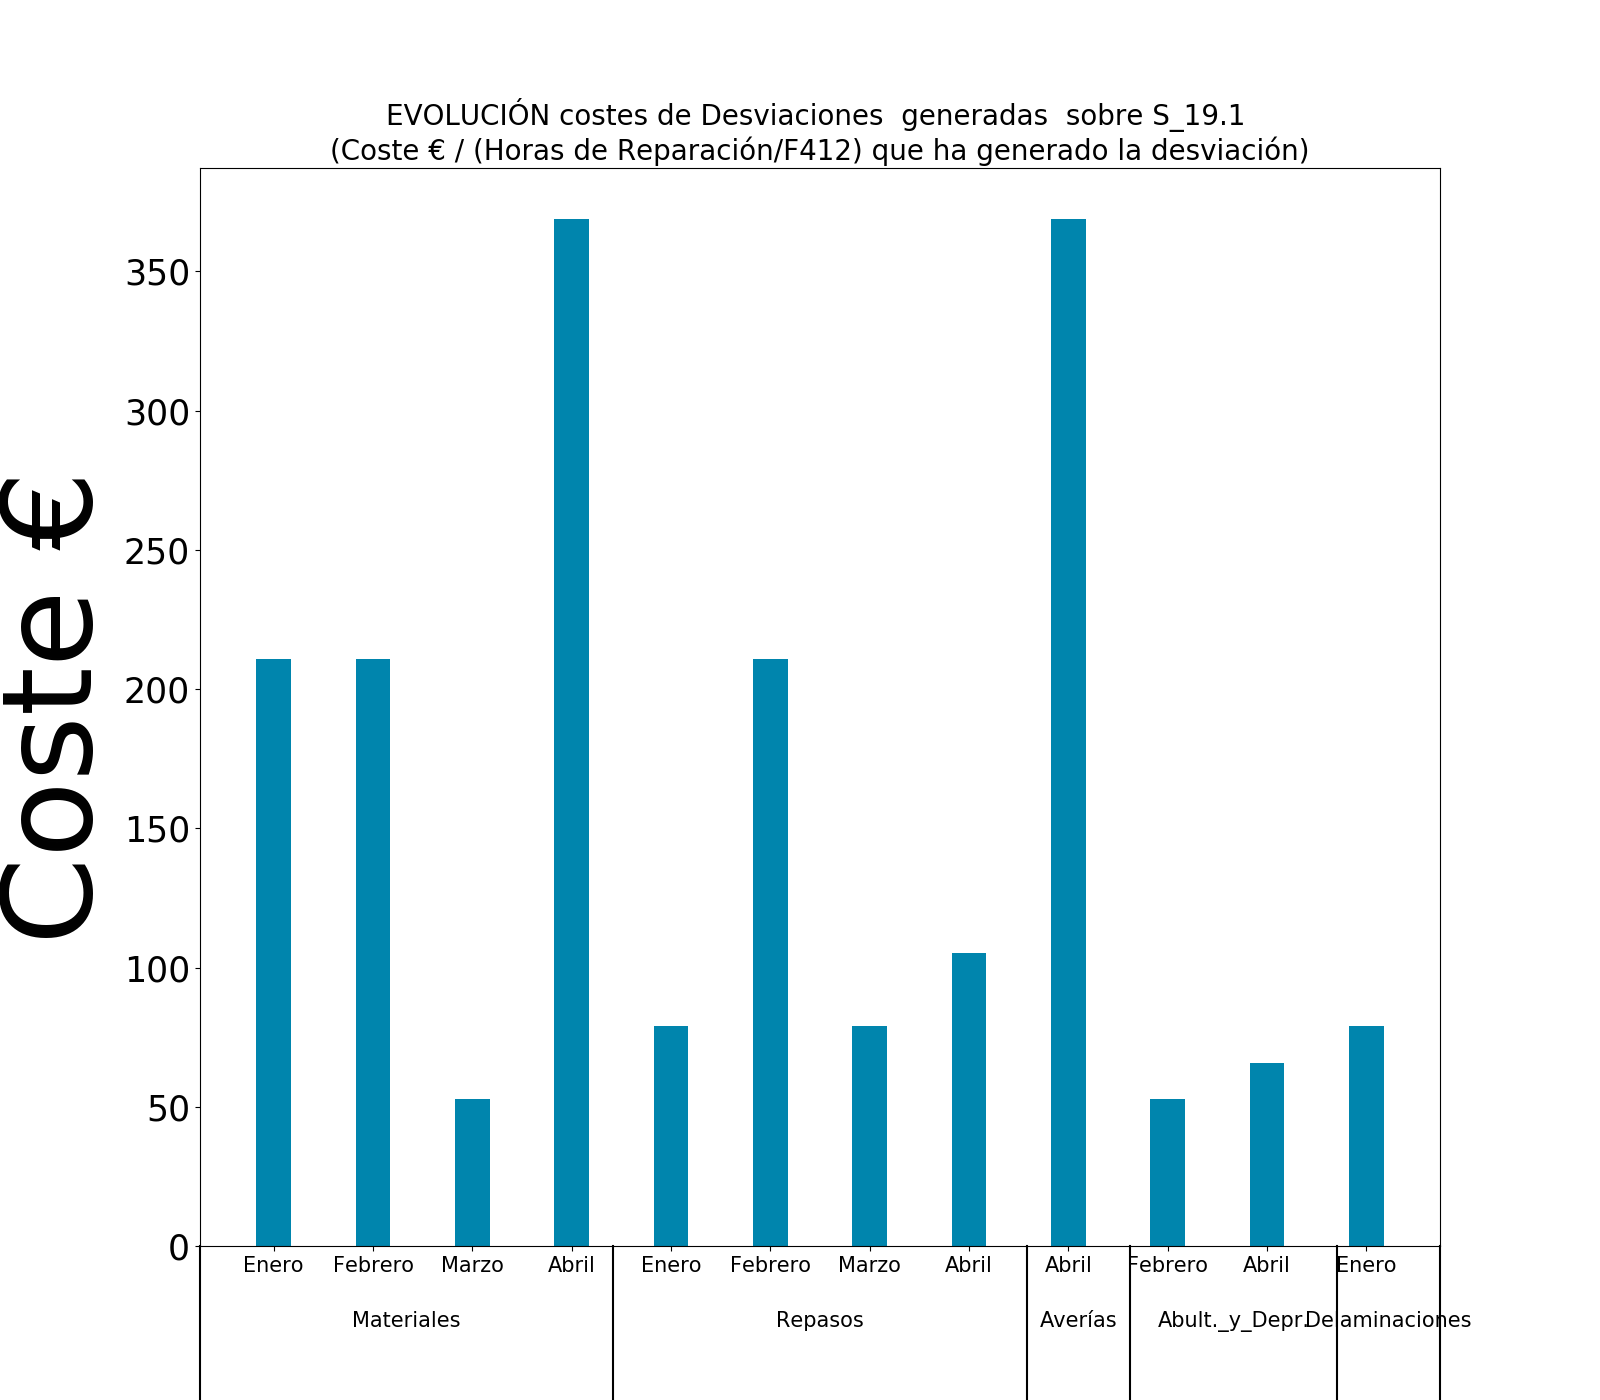 EVOLUCIÓN costes de Desviaciones  generadas  sobre S_19.1
(Coste € / (Horas de Reparación/F412) que ha generado la desviación)
Coste €
350
300
250
200
150
100
50
0
Enero Febrero Marzo Abril Enero Febrero Marzo Abril Abril Febrero Abril Enero
Materiales Repasos Averías Abult._y_Depr. Delaminaciones